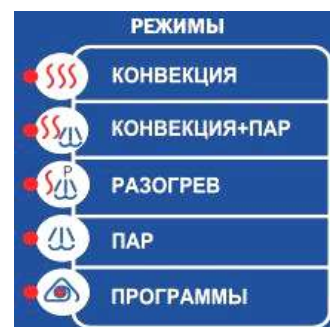 РЕЖИМЫ
КОНВЕКЦИЯ
КОНВЕКЦИЯ+ПАР
P
РАЗОГРЕВ
ПАР
ПРОГРАММЫ